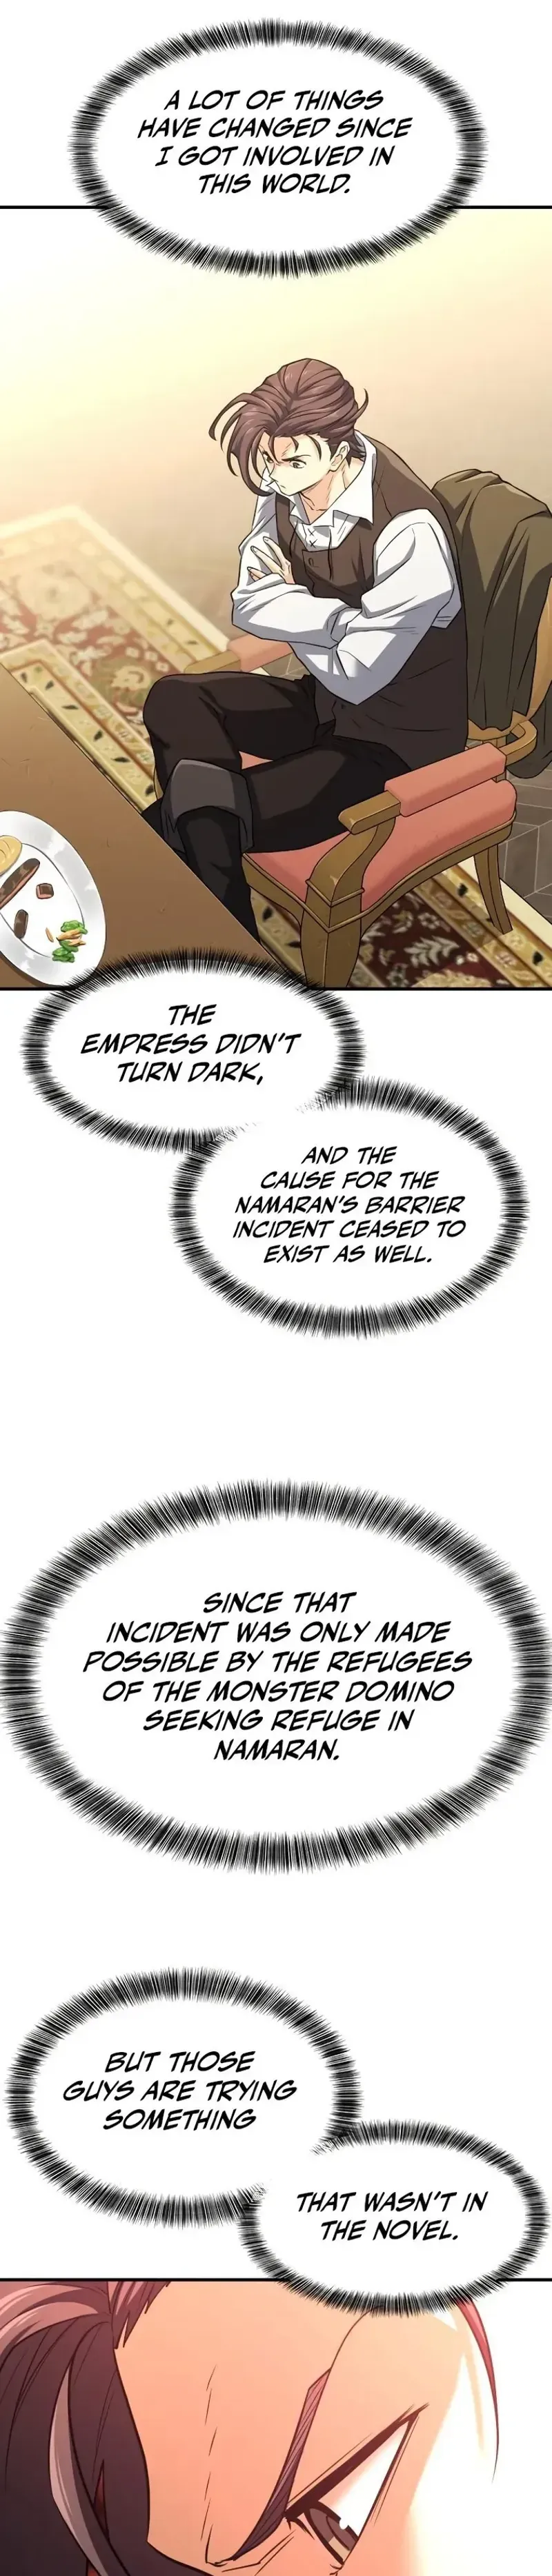 A LOT OF THINGS
HAVE CHANGED SINCE
I GOT INVOLVED IN
THIS WORLD.
THE
EMPRESS DIDN'T
TURN DARK,
AND THE
CAUSE FOR THE
NAMARAN'S BARRIER
INCIDENT CEASED TO
EXIST AS WELL.
SINCE THAT
INCIDENT WAS ONLY MADE
POSSIBLE BY THE REFUGEES
OF THE MONSTER DOMINO
SEEKING REFUGE IN
NAMARAN.
BUT THOSE
GUYS ARE TRYING
SOMETHING
THAT WASN'T IN
THE NOVEL.